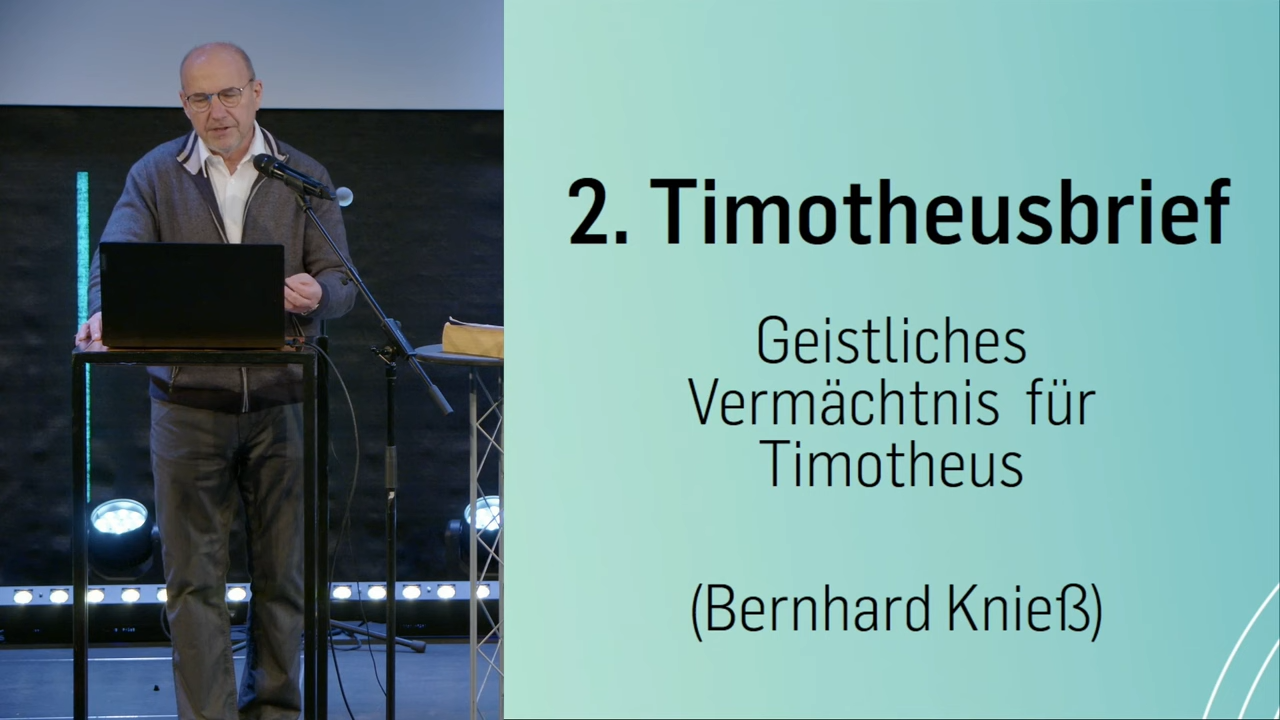 2. Timotheusbrief
Geistliches
Vermächtnis für
Timotheus
(Bernhard Knieß)